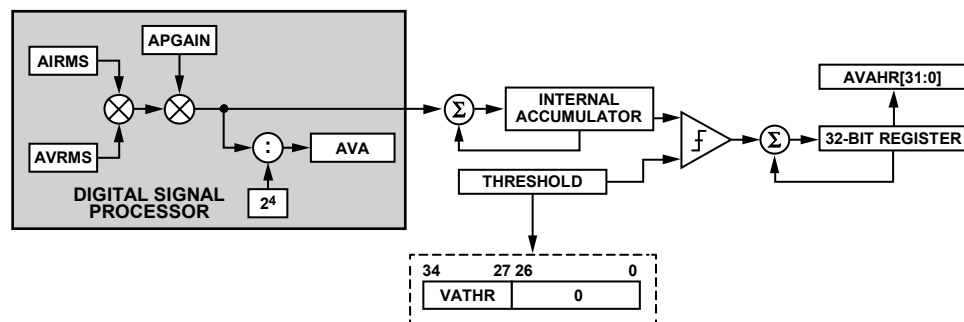 AIRMS
APGAIN
AVRMS
:
AVA
2⁴
DIGITAL SIGNAL
PROCESSOR
Σ
INTERNAL
ACCUMULATOR
THRESHOLD
Σ
AVAHR[31:0]
32-BIT REGISTER
34 27 26 0
VATHR 0